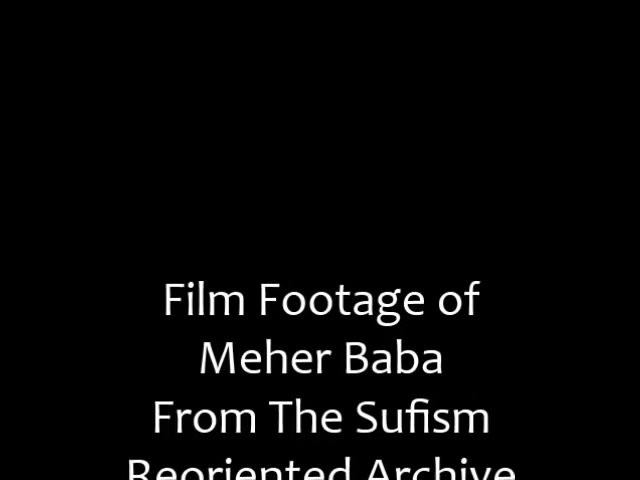 Film Footage of
Meher Baba
From The Sufism
Reoriented Archive